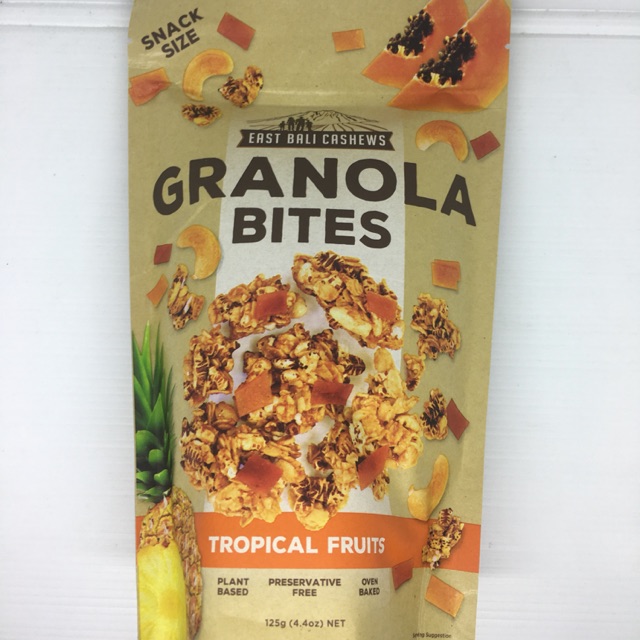 SNACK
SIZE
EAST BALI CASHEWS
GRANOLA
BITES
TROPICAL FRUITS
PLANT
BASED
PRESERVATIVE
FREE
OVEN
BAKED
125g (4.4oz) NET
Suggestion